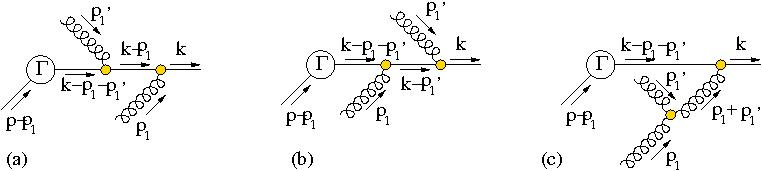 p₁'
k−p₁
k
Γ
k−p₁−p₁'
p−p₁
p₁
(a)
k−p₁−p₁'
p₁'
k
Γ
k−p₁'
p−p₁
p₁
(b)
k−p₁−p₁'
k
Γ
p₁'
p₁+p₁'
p−p₁
p₁
(c)